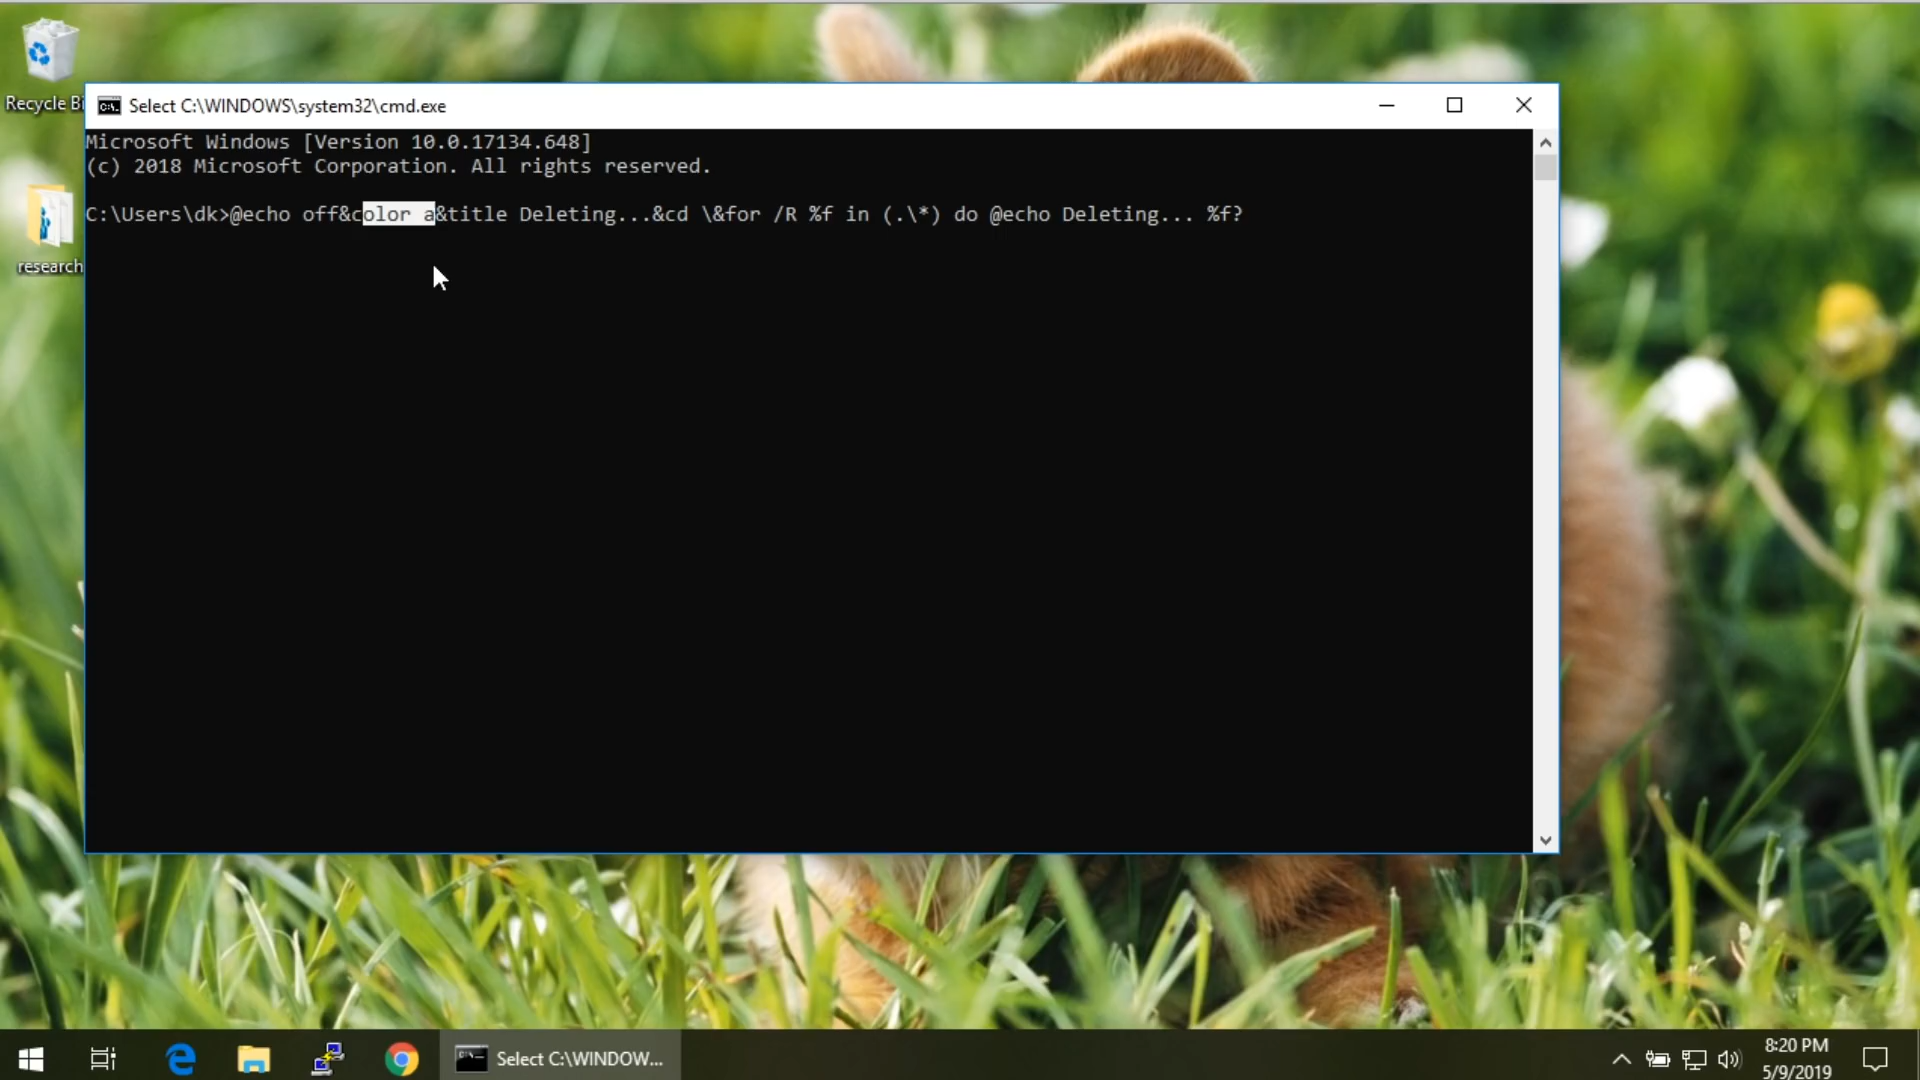 Recycle Bi
Select C:\WINDOWS\system32\cmd.exe
Microsoft Windows [Version 10.0.17134.648]
(c) 2018 Microsoft Corporation. All rights reserved.
C:\Users\dk>@echo off&color a&title Deleting...&cd \&for /R %f in (.\*) do @echo Deleting... %f?
research
Select C:\WINDOW...
8:20 PM
5/9/2019